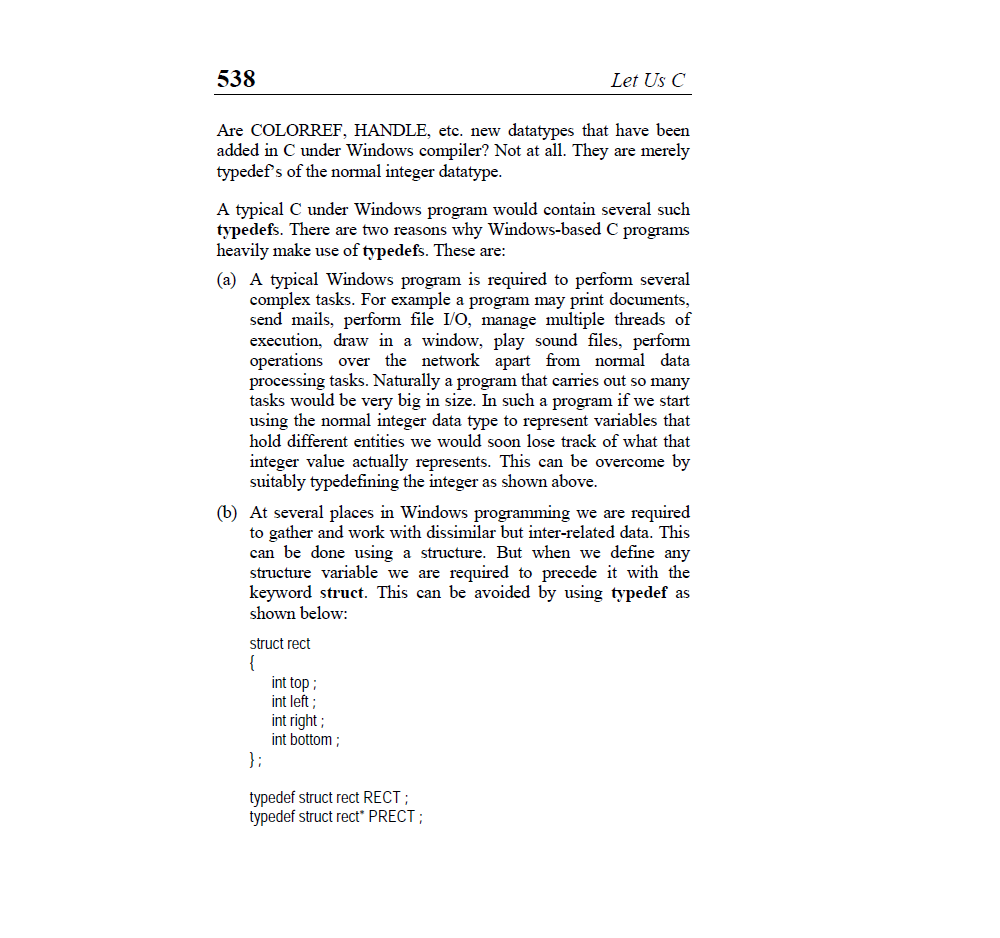 538 Let Us C
Are COLORREF, HANDLE, etc. new datatypes that have been
added in C under Windows compiler? Not at all. They are merely
typedef's of the normal integer datatype.
A typical C under Windows program would contain several such
typedefs. There are two reasons why Windows-based C programs
heavily make use of typedefs. These are:
(a) A typical Windows program is required to perform several
complex tasks. For example a program may print documents,
send mails, perform file I/O, manage multiple threads of
execution, draw in a window, play sound files, perform
operations over the network apart from normal data
processing tasks. Naturally a program that carries out so many
tasks would be very big in size. In such a program if we start
using the normal integer data type to represent variables that
hold different entities we would soon lose track of what that
integer value actually represents. This can be overcome by
suitably typedefining the integer as shown above.
(b) At several places in Windows programming we are required
to gather and work with dissimilar but inter-related data. This
can be done using a structure. But when we define any
structure variable we are required to precede it with the
keyword struct. This can be avoided by using typedef as
shown below:
struct rect
{
int top ;
int left ;
int right ;
int bottom ;
} ;
typedef struct rect RECT ;
typedef struct rect* PRECT ;